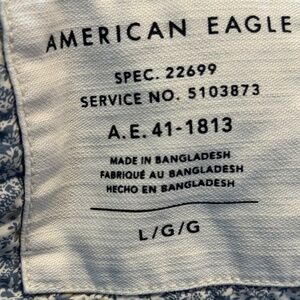 AMERICAN EAGLE
SPEC. 22699
SERVICE NO. 5103873
A.E. 41-1813
MADE IN BANGLADESH
FABRIQUÉ AU BANGLADESH
HECHO EN BANGLADESH
L/G/G